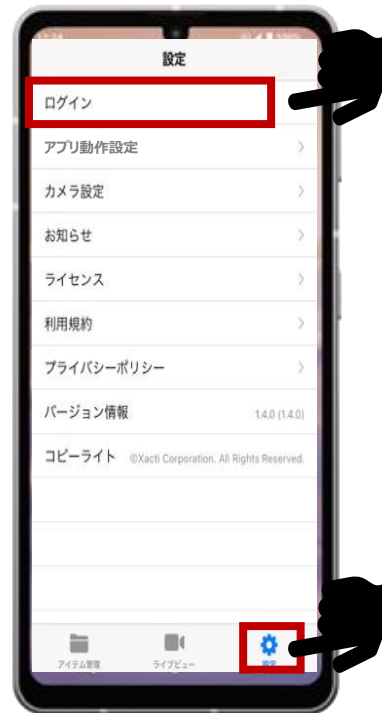 設定
ログイン
アプリ動作設定
カメラ設定
お知らせ
ライセンス
利用規約
プライバシーポリシー
バージョン情報 1.4.0 (1.4.0)
コピーライト ©Xacti Corporation. All Rights Reserved.
アイテム管理 ライブビュー 設定